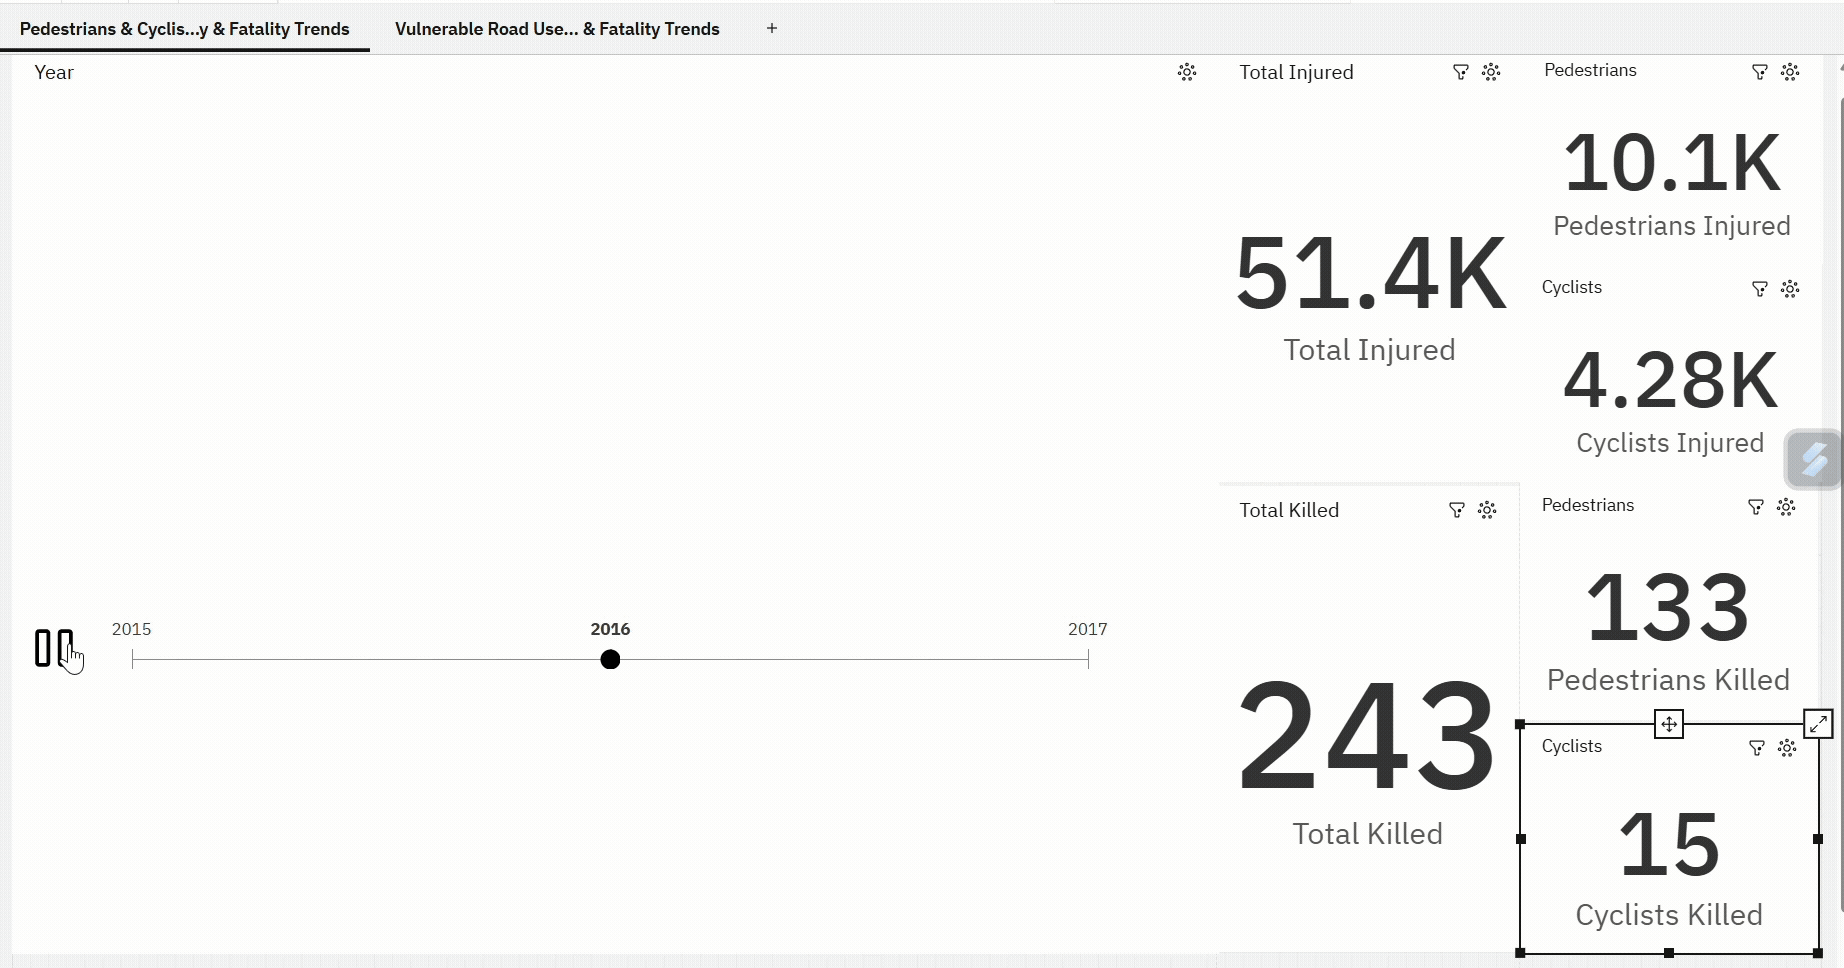 Pedestrians & Cyclis...y & Fatality Trends
Vulnerable Road Use... & Fatality Trends
+
Year
2015
2016
2017
Total Injured
51.4K
Total Injured
Total Killed
243
Total Killed
Pedestrians
10.1K
Pedestrians Injured
Cyclists
4.28K
Cyclists Injured
Pedestrians
133
Pedestrians Killed
Cyclists
15
Cyclists Killed